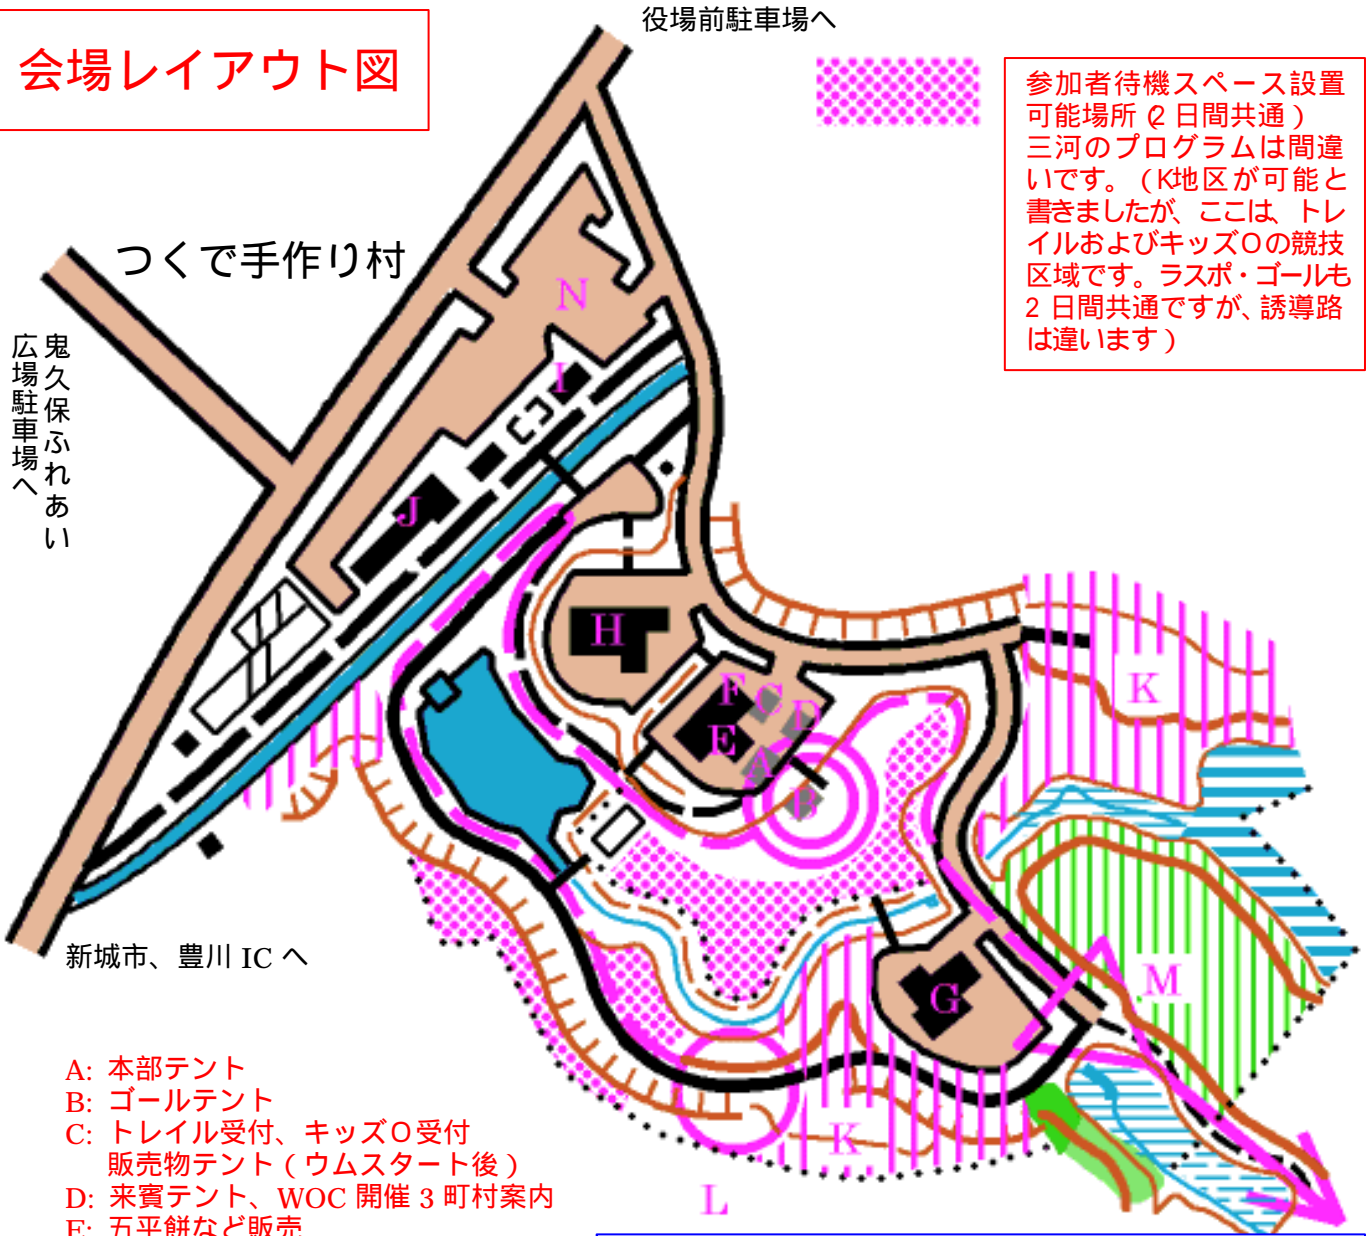 役場前駐車場へ
会場レイアウト図
参加者待機スペース設置
可能場所(2日間共通)
三河のプログラムは間違
いです。(K地区が可能と
書きましたが、ここは、トレ
イルおよびキッズOの競技
区域です。ラスポ・ゴールも
2日間共通ですが、誘導路
は違います)
つくで手作り村
鬼久保ふれあい
広場駐車場へ
N
I
J
H
F
C
D
E
A
B
K
M
G
K
L
新城市、豊川 IC へ
A: 本部テント
B: ゴールテント
C: トレイル受付、キッズO受付
販売物テント(ウムスタート後)
D: 来賓テント、WOC 開催 3 町村案内
E: 五平餅など販売